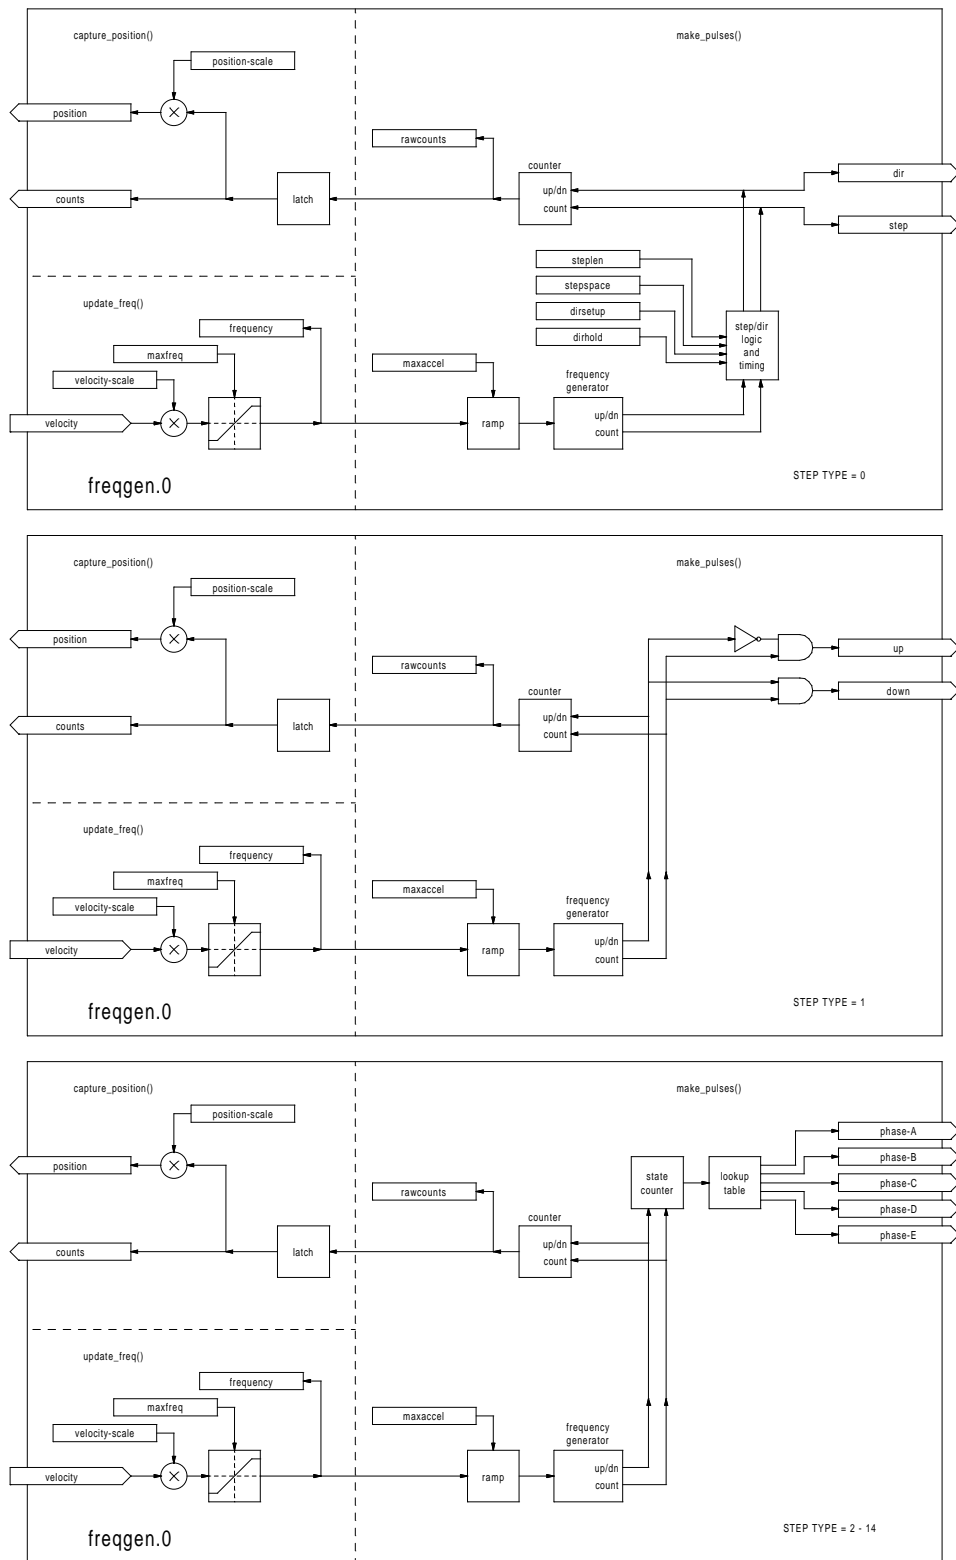 capture_position()
make_pulses()
position-scale
position
rawcounts
counter
up/dn
count
dir
counts
latch
step
steplen
stepspace
dirsetup
dirhold
step/dir
logic
and
timing
update_freq()
frequency
maxfreq
velocity-scale
maxaccel
frequency
generator
velocity
ramp
up/dn
count
freqgen.0
STEP TYPE = 0
capture_position()
make_pulses()
position-scale
position
up
rawcounts
counter
up/dn
count
down
counts
latch
update_freq()
frequency
maxfreq
velocity-scale
maxaccel
frequency
generator
velocity
ramp
up/dn
count
freqgen.0
STEP TYPE = 1
capture_position()
make_pulses()
position-scale
phase-A
position
phase-B
state
counter
lookup
table
phase-C
rawcounts
phase-D
counter
phase-E
up/dn
count
counts
latch
update_freq()
frequency
maxfreq
velocity-scale
maxaccel
frequency
generator
velocity
ramp
up/dn
count
freqgen.0
STEP TYPE = 2 - 14